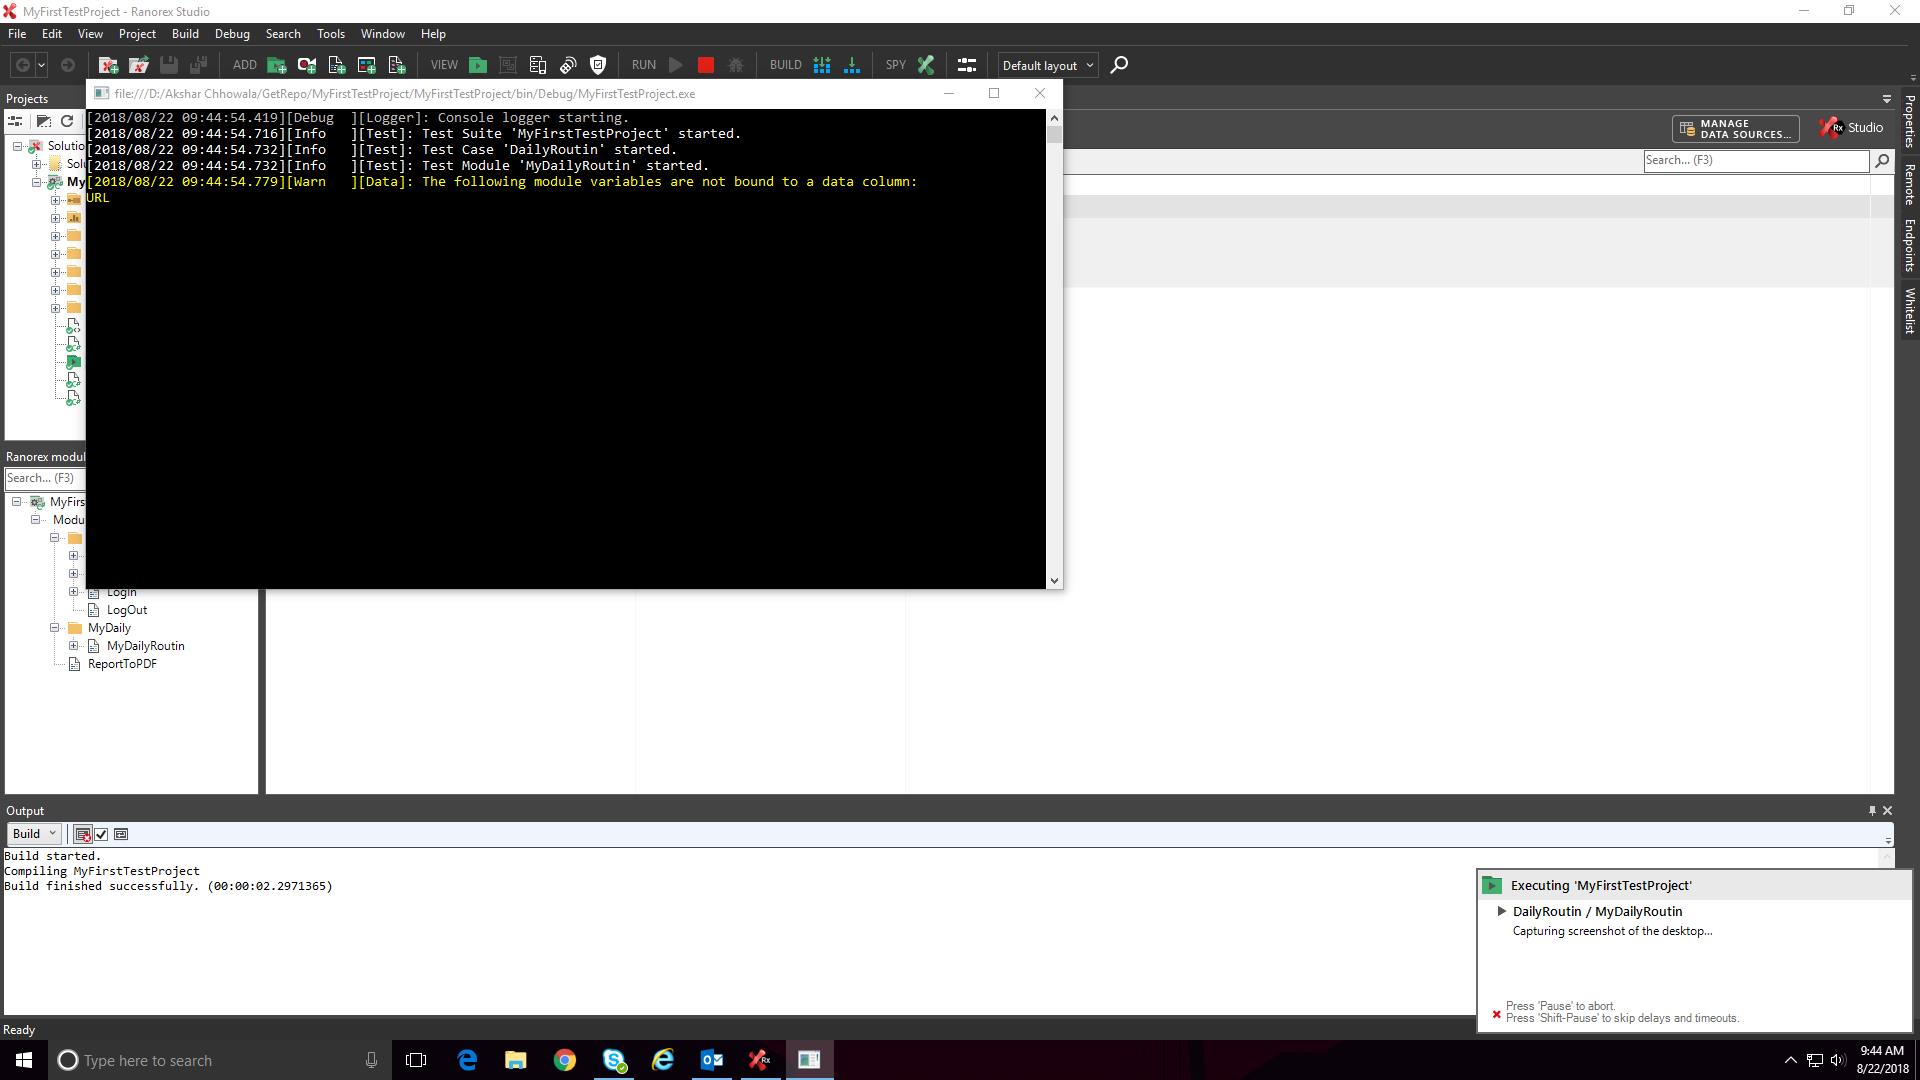 MyFirstTestProject - Ranorex Studio
File Edit View Project Build Debug Search Tools Window Help
ADD VIEW RUN BUILD SPY Default layout
Projects
file:///D:/Akshar Chhowala/GetRepo/MyFirstTestProject/MyFirstTestProject/bin/Debug/MyFirstTestProject.exe
[2018/08/22 09:44:54.419][Debug  ][Logger]: Console logger starting.
[2018/08/22 09:44:54.716][Info   ][Test]: Test Suite 'MyFirstTestProject' started.
[2018/08/22 09:44:54.732][Info   ][Test]: Test Case 'DailyRoutin' started.
[2018/08/22 09:44:54.732][Info   ][Test]: Test Module 'MyDailyRoutin' started.
[2018/08/22 09:44:54.779][Warn   ][Data]: The following module variables are not bound to a data column:
URL
MANAGE
DATA SOURCES...
Rx Studio
Search... (F3)
Properties
Remote
Endpoints
Whitelist
Solutio
Sol
My
Ranorex modul
Search... (F3)
MyFirs
Modu
LogIn
LogOut
MyDaily
MyDailyRoutin
ReportToPDF
Output
Build
Build started.
Compiling MyFirstTestProject
Build finished successfully. (00:00:02.2971365)
Executing 'MyFirstTestProject'
DailyRoutin / MyDailyRoutin
Capturing screenshot of the desktop...
Press 'Pause' to abort.
Press 'Shift-Pause' to skip delays and timeouts.
Ready
Type here to search
9:44 AM
8/22/2018